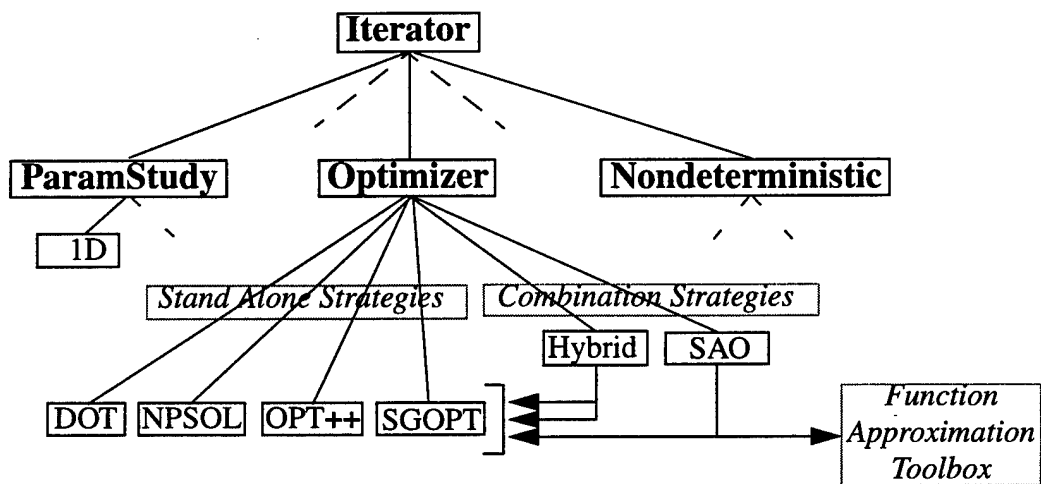 Iterator
ParamStudy
Optimizer
Nondeterministic
1D
Stand Alone Strategies
Combination Strategies
Hybrid
SAO
DOT
NPSOL
OPT++
SGOPT
Function
Approximation
Toolbox